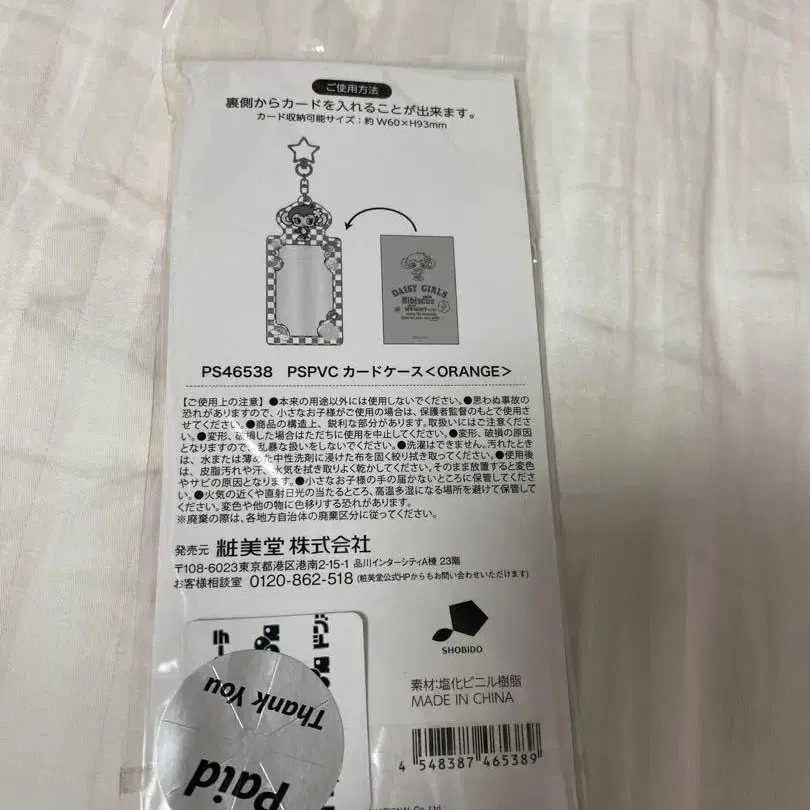 ご使用方法
裏側からカードを入れることが出来ます。
カード収納可能サイズ：約 W60×H93mm
DAISY GIRLS
Hibiscus
PS46538 PSPVC カードケース＜ORANGE＞
【ご使用上の注意】●本来の用途以外には使用しないでください。●思わぬ事故の
恐れがありますので、小さなお子様がご使用の場合は、保護者監督のもとで使用さ
せてください。●商品の構造上、鋭利な部分があります。取扱いにはご注意くださ
い。●変形、破損した場合はただちに使用を中止してください。●変形、破損の原因
となりますので、乱暴な扱いをしないでください。●洗濯はできません。汚れたときは、
水または薄めた中性洗剤に浸けた布を固く絞り拭き取ってください。●使用後
は、皮脂汚れや汗、水気を拭き取りよく乾かしてください。そのまま放置すると変色
やサビの原因となります。●小さなお子様の手の届かないところに保管してくださ
い。●火気の近くや直射日光の当たるところ、高温多湿になる場所を避けて保管して
ください。変色や他の物に色移りする恐れがあります。
※廃棄の際は、各地方自治体の廃棄区分に従ってください。
発売元 粧美堂 株式会社
〒108-6023東京都港区港南2-15-1 品川インターシティA棟 23階
お客様相談室 0120-862-518 (粧美堂公式HPからもお問い合わせいただけます)
SHOBIDO
素材：塩化ビニル樹脂
MADE IN CHINA
Thank You
Paid
4 548387 465389